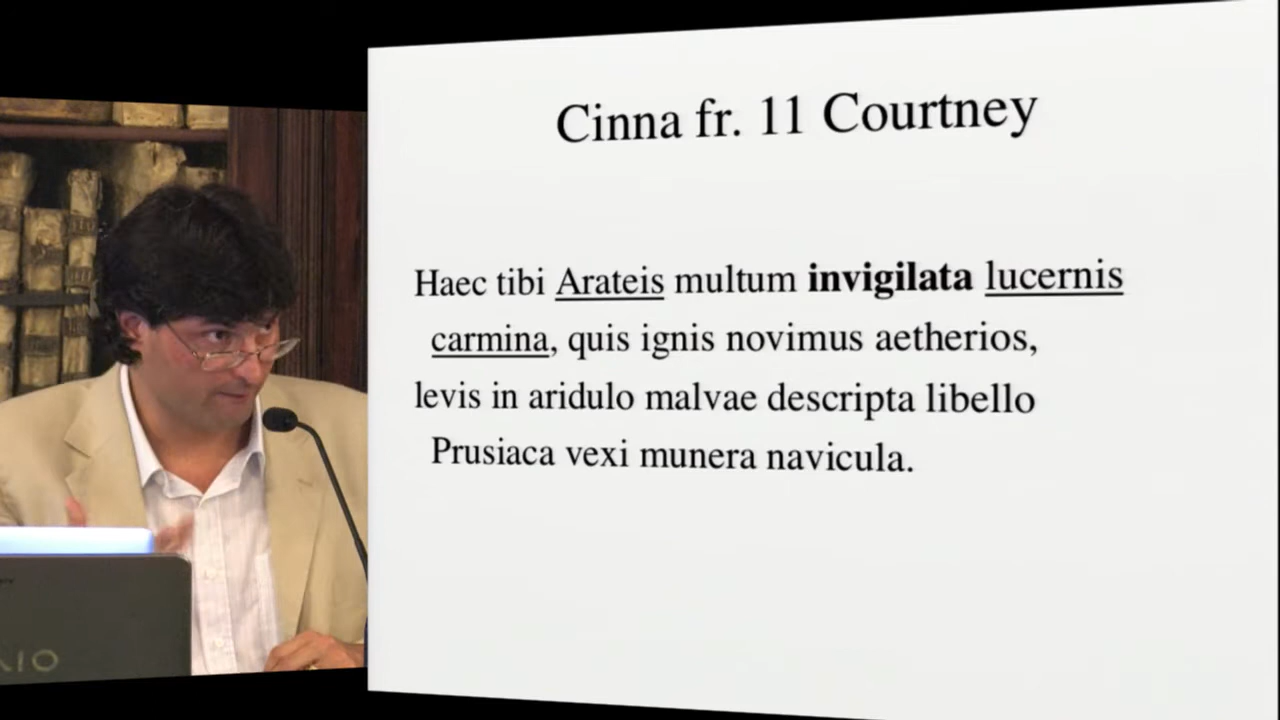 Cinna fr. 11 Courtney
Haec tibi Arateis multum invigilata lucernis
carmina, quis ignis novimus aetherios,
levis in aridulo malvae descripta libello
Prusiaca vexi munera navicula.